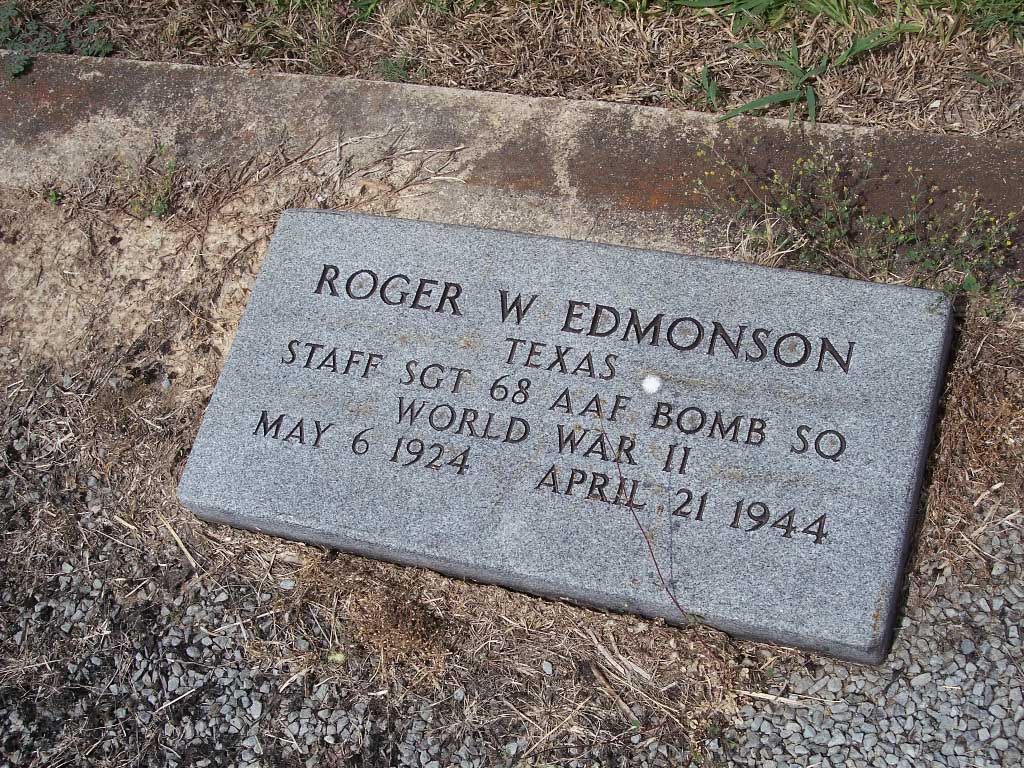 ROGER W EDMONSON
TEXAS
STAFF SGT 68 AAF BOMB SQ
WORLD WAR II
MAY 6 1924 APRIL 21 1944